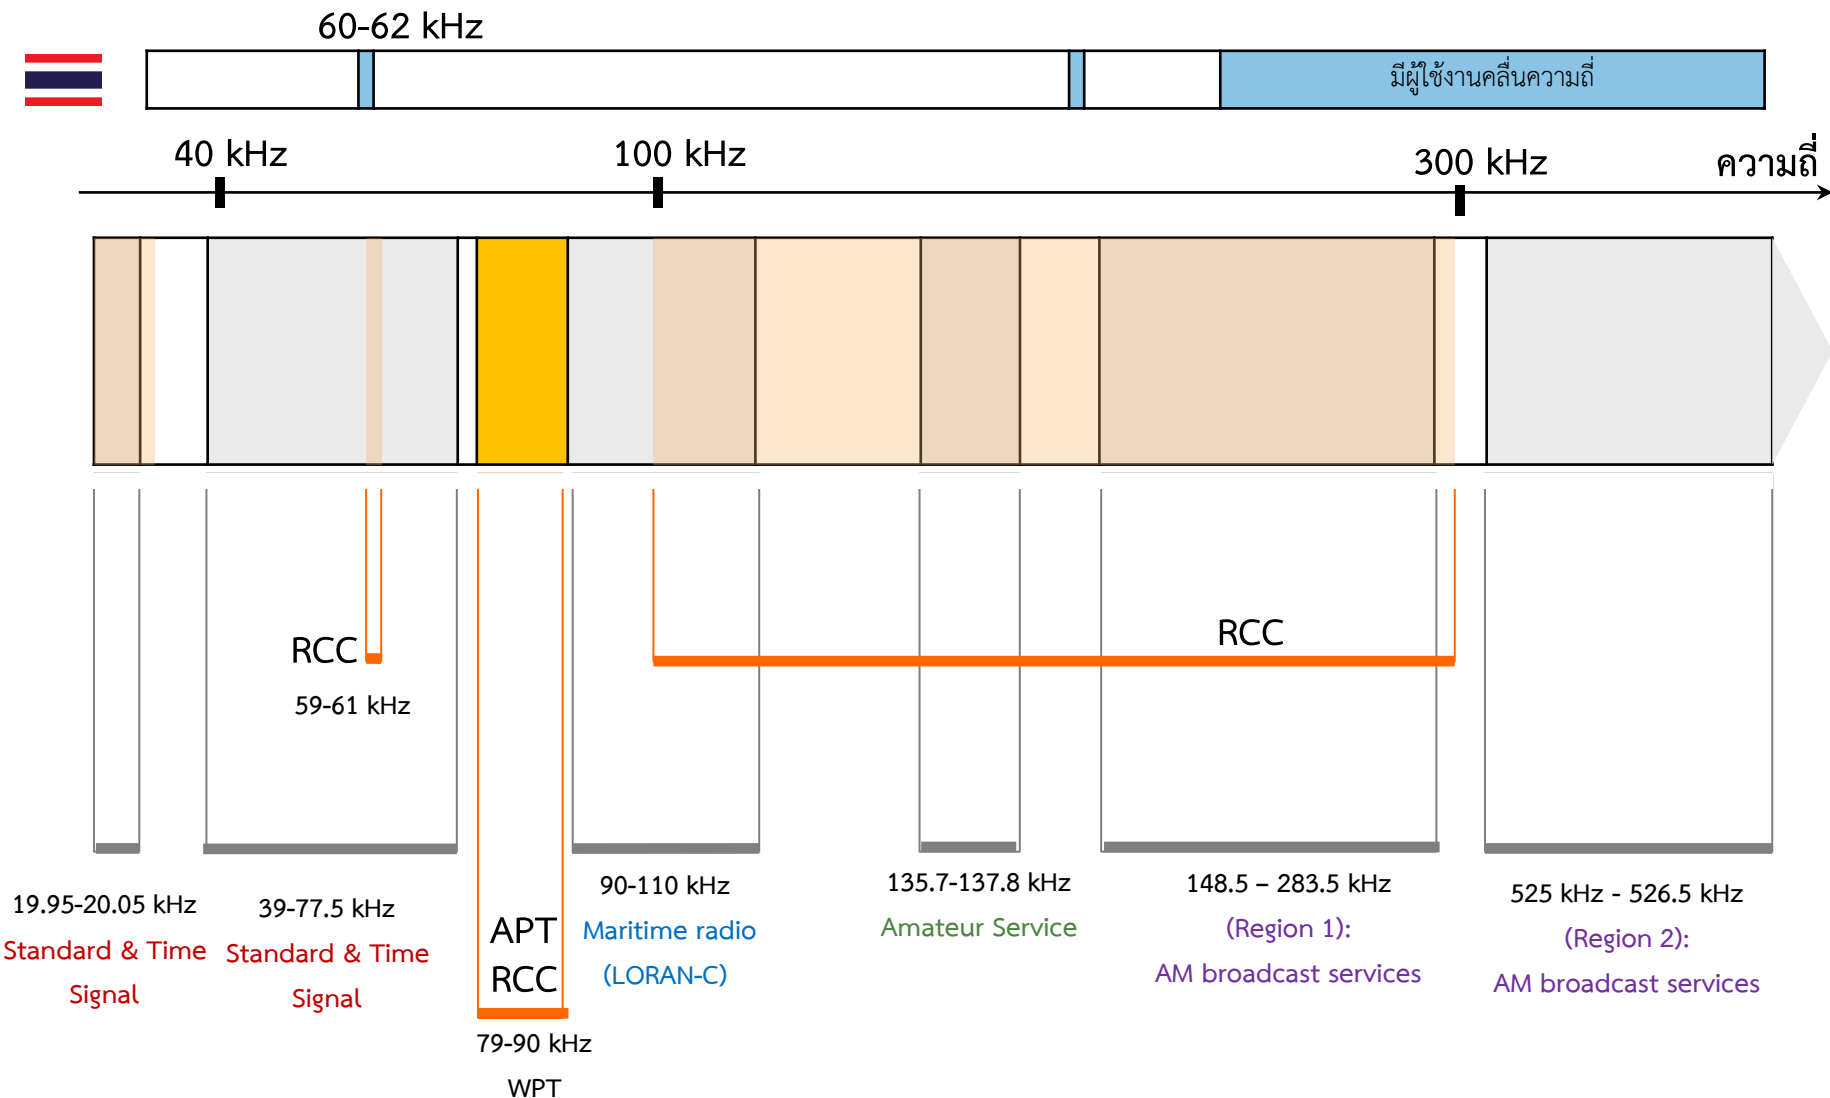 60-62 kHz
มีผู้ใช้งานคลื่นความถี่
40 kHz
100 kHz
300 kHz
ความถี่
RCC
59-61 kHz
RCC
19.95-20.05 kHz
Standard & Time
Signal
39-77.5 kHz
Standard & Time
Signal
APT
RCC
79-90 kHz
WPT
90-110 kHz
Maritime radio
(LORAN-C)
135.7-137.8 kHz
Amateur Service
148.5 – 283.5 kHz
(Region 1):
AM broadcast services
525 kHz - 526.5 kHz
(Region 2):
AM broadcast services